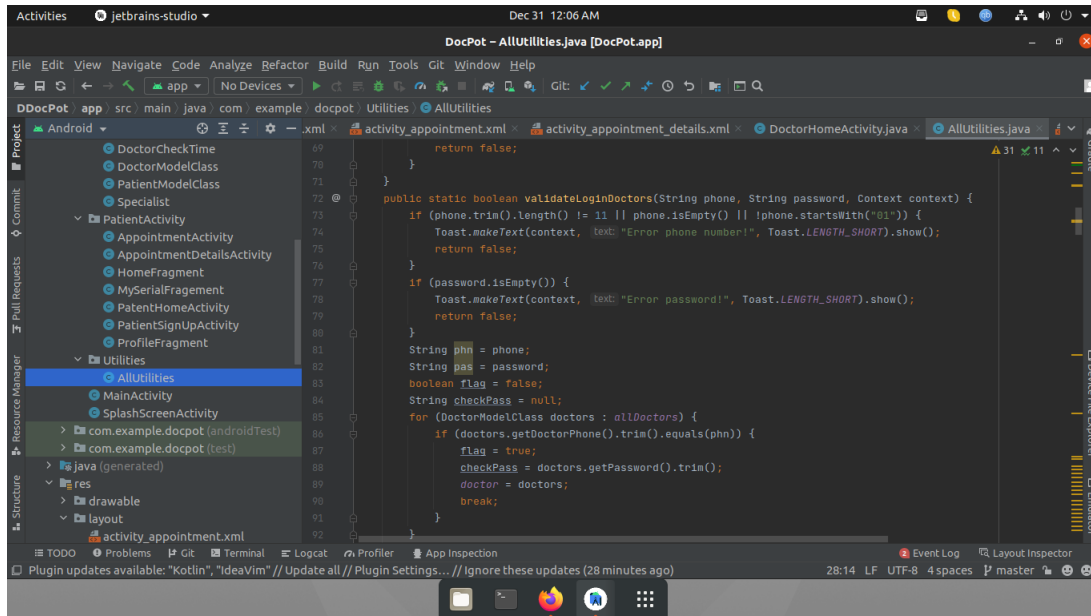 Activities jetbrains-studio Dec 31 12:06 AM
DocPot – AllUtilities.java [DocPot.app]
File Edit View Navigate Code Analyze Refactor Build Run Tools Git Window Help
app No Devices Git:
DDocPot app src main java com example docpot Utilities AllUtilities
Android .xml activity_appointment.xml activity_appointment_details.xml DoctorHomeActivity.java AllUtilities.java
Project
Commit
Pull Requests
Resource Manager
Structure
DoctorCheckTime
DoctorModelClass
PatientModelClass
Specialist
PatientActivity
AppointmentActivity
AppointmentDetailsActivity
HomeFragment
MySerialFragement
PatentHomeActivity
PatientSignUpActivity
ProfileFragment
Utilities
AllUtilities
MainActivity
SplashScreenActivity
com.example.docpot (androidTest)
com.example.docpot (test)
java (generated)
res
drawable
layout
activity_appointment.xml
31 11
69 return false;
70 }
71 }
72 @ public static boolean validateLoginDoctors(String phone, String password, Context context) {
73 if (phone.trim().length() != 11 || phone.isEmpty() || !phone.startsWith("01")) {
74 Toast.makeText(context, text: "Error phone number!", Toast.LENGTH_SHORT).show();
75 return false;
76 }
77 if (password.isEmpty()) {
78 Toast.makeText(context, text: "Error password!", Toast.LENGTH_SHORT).show();
79 return false;
80 }
81 String phn = phone;
82 String pas = password;
83 boolean flag = false;
84 String checkPass = null;
85 for (DoctorModelClass doctors : allDoctors) {
86 if (doctors.getDoctorPhone().trim().equals(phn)) {
87 flag = true;
88 checkPass = doctors.getPassword().trim();
89 doctor = doctors;
90 break;
91 }
92 }
TODO Problems Git Terminal Logcat Profiler App Inspection 2 Event Log Layout Inspector
Plugin updates available: "Kotlin", "IdeaVim" // Update all // Plugin Settings... // Ignore these updates (28 minutes ago) 28:14 LF UTF-8 4 spaces master